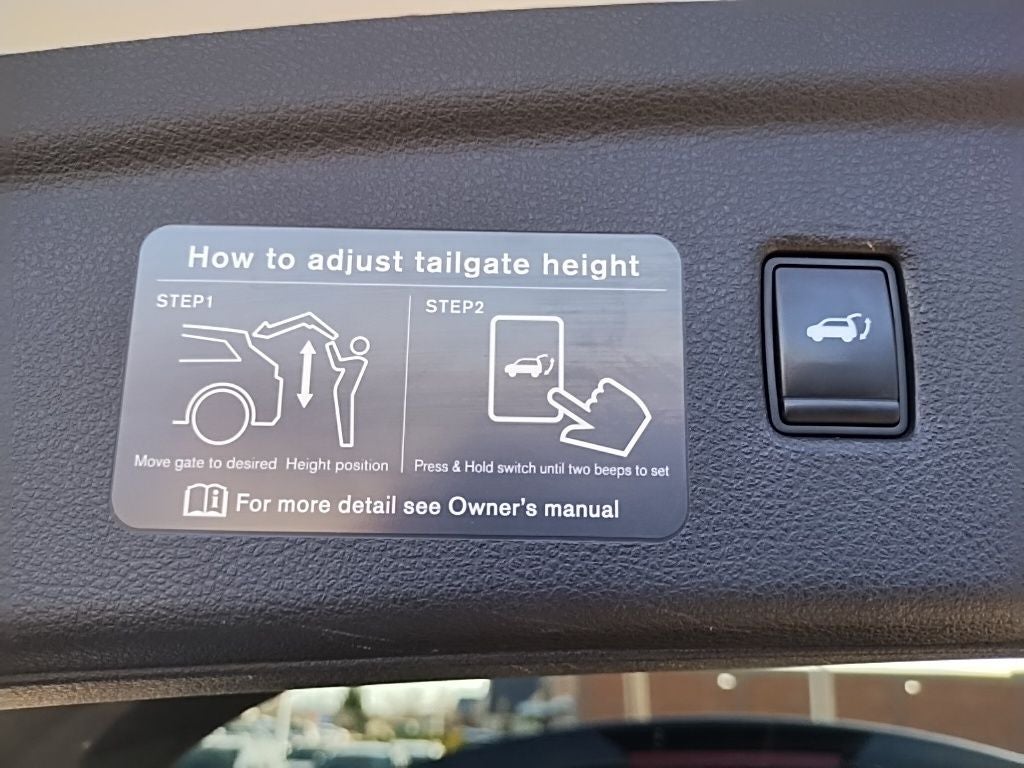 How to adjust tailgate height
STEP1
Move gate to desired Height position
STEP2
Press & Hold switch until two beeps to set
For more detail see Owner's manual